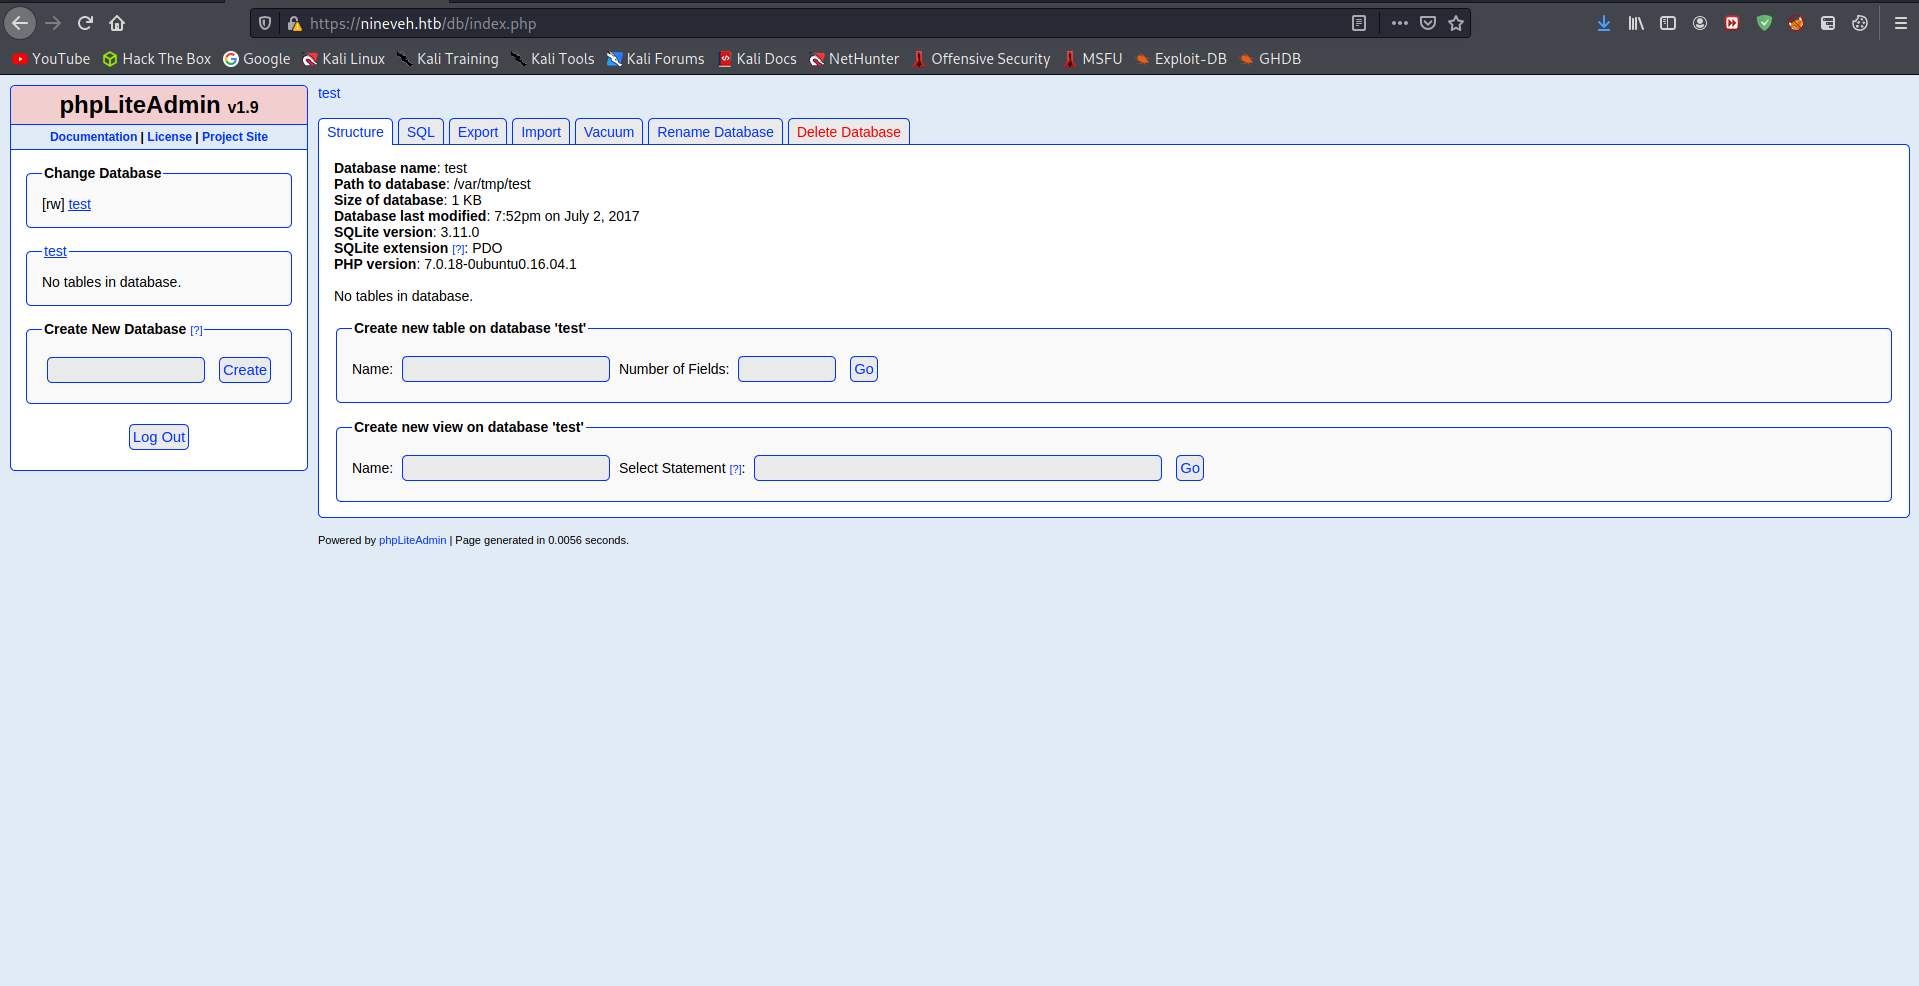 https://nineveh.htb/db/index.php
YouTube Hack The Box Google Kali Linux Kali Training Kali Tools Kali Forums Kali Docs NetHunter Offensive Security MSFU Exploit-DB GHDB
phpLiteAdmin v1.9
Documentation | License | Project Site
Change Database
[rw] test
test
No tables in database.
Create New Database [?]
Create
Log Out
test
Structure SQL Export Import Vacuum Rename Database Delete Database
Database name: test
Path to database: /var/tmp/test
Size of database: 1 KB
Database last modified: 7:52pm on July 2, 2017
SQLite version: 3.11.0
SQLite extension [?]: PDO
PHP version: 7.0.18-0ubuntu0.16.04.1
No tables in database.
Create new table on database 'test'
Name: Number of Fields: Go
Create new view on database 'test'
Name: Select Statement [?]: Go
Powered by phpLiteAdmin | Page generated in 0.0056 seconds.